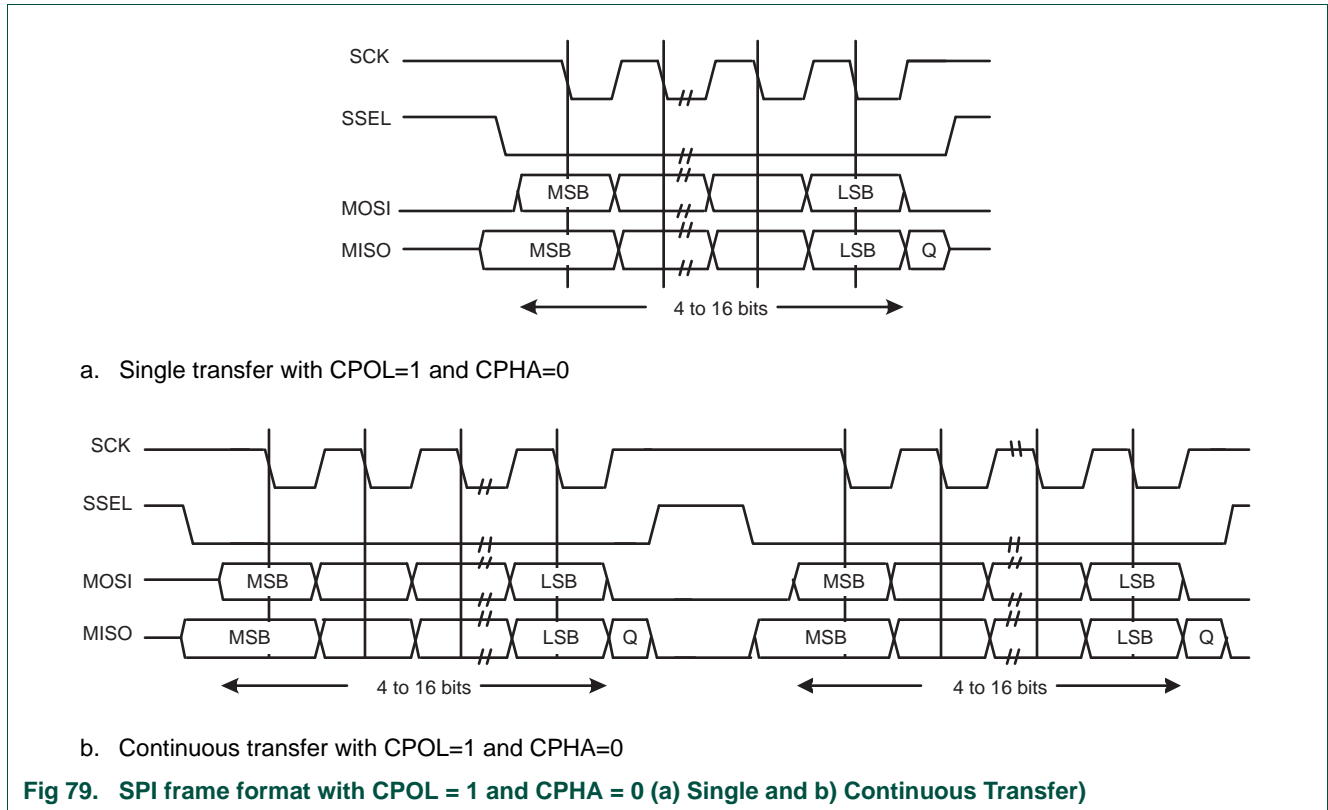 SCK
SSEL
MOSI MSB LSB
MISO MSB LSB Q
4 to 16 bits
a. Single transfer with CPOL=1 and CPHA=0
SCK
SSEL
MOSI MSB LSB MSB LSB
MISO MSB LSB Q MSB LSB Q
4 to 16 bits 4 to 16 bits
b. Continuous transfer with CPOL=1 and CPHA=0
Fig 79. SPI frame format with CPOL = 1 and CPHA = 0 (a) Single and b) Continuous Transfer)